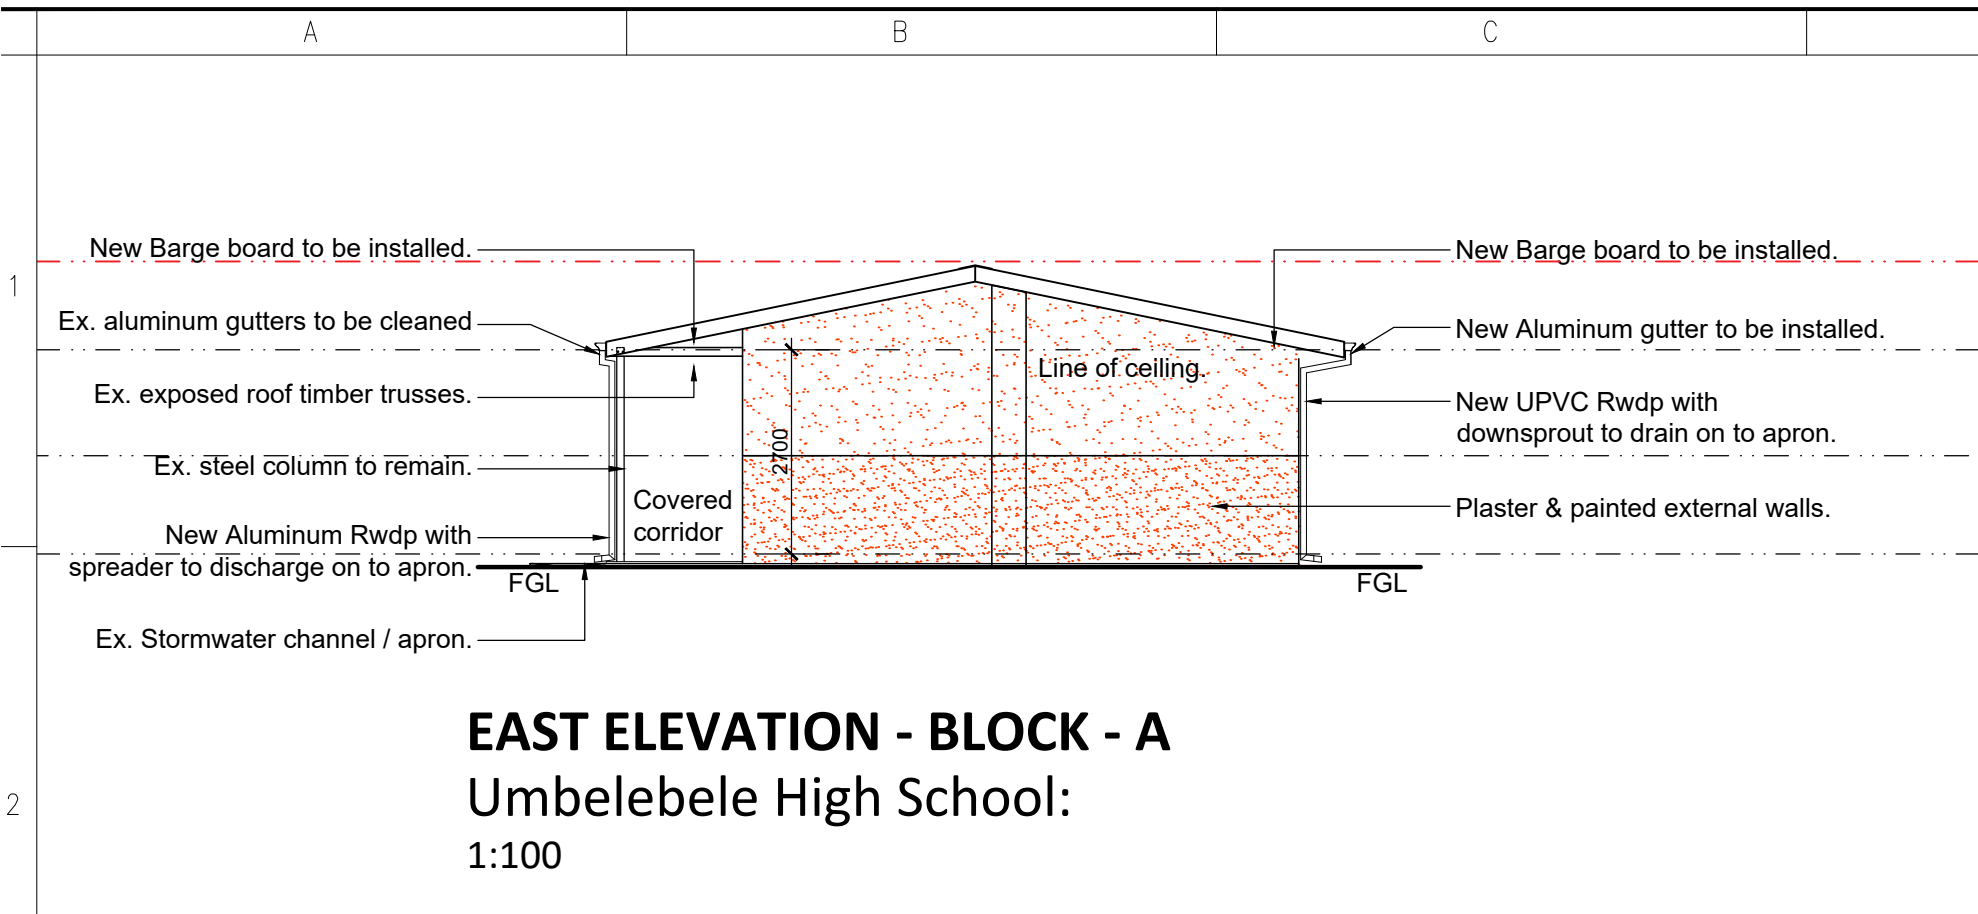 A
B
C
1
New Barge board to be installed.
New Barge board to be installed.
Ex. aluminum gutters to be cleaned
New Aluminum gutter to be installed.
Line of ceiling.
Ex. exposed roof timber trusses.
New UPVC Rwdp with
downsprout to drain on to apron.
2700
Ex. steel column to remain.
Covered
corridor
Plaster & painted external walls.
New Aluminum Rwdp with
spreader to discharge on to apron.
FGL
FGL
Ex. Stormwater channel / apron.
EAST ELEVATION - BLOCK - A
Umbelebele High School:
1:100
2